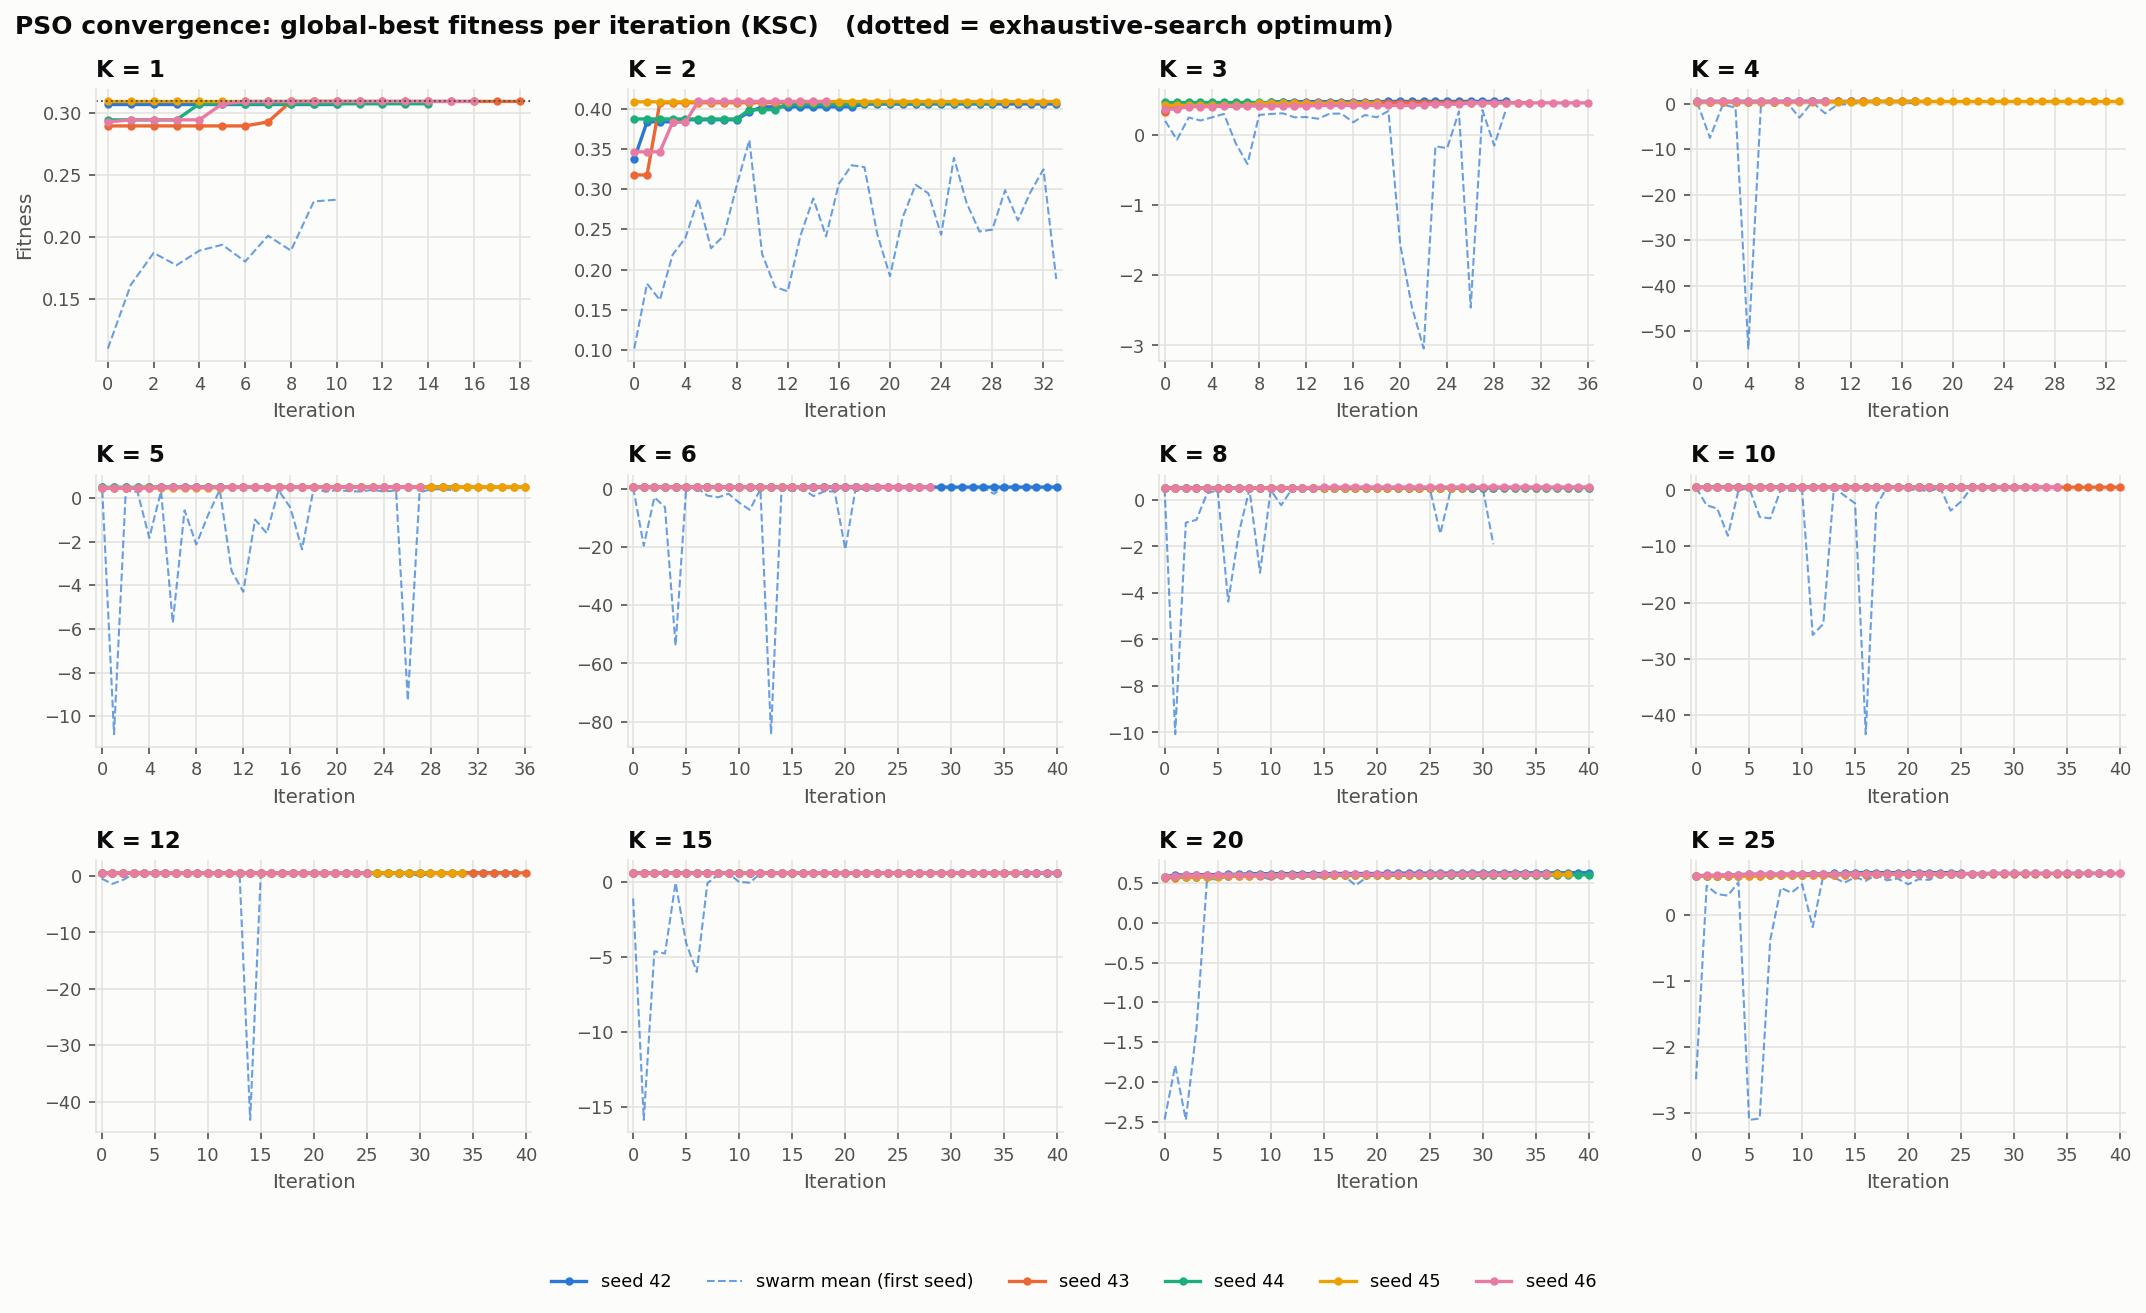 PSO convergence: global-best fitness per iteration (KSC)   (dotted = exhaustive-search optimum)
K = 1
0.30
0.25
0.20
0.15
Fitness
0 2 4 6 8 10 12 14 16 18
Iteration
K = 2
0.40
0.35
0.30
0.25
0.20
0.15
0.10
0 4 8 12 16 20 24 28 32
Iteration
K = 3
0
−1
−2
−3
0 4 8 12 16 20 24 28 32 36
Iteration
K = 4
0
−10
−20
−30
−40
−50
0 4 8 12 16 20 24 28 32
Iteration
K = 5
0
−2
−4
−6
−8
−10
0 4 8 12 16 20 24 28 32 36
Iteration
K = 6
0
−20
−40
−60
−80
0 5 10 15 20 25 30 35 40
Iteration
K = 8
0
−2
−4
−6
−8
−10
0 5 10 15 20 25 30 35 40
Iteration
K = 10
0
−10
−20
−30
−40
0 5 10 15 20 25 30 35 40
Iteration
K = 12
0
−10
−20
−30
−40
0 5 10 15 20 25 30 35 40
Iteration
K = 15
0
−5
−10
−15
0 5 10 15 20 25 30 35 40
Iteration
K = 20
0.5
0.0
−0.5
−1.0
−1.5
−2.0
−2.5
0 5 10 15 20 25 30 35 40
Iteration
K = 25
0
−1
−2
−3
0 5 10 15 20 25 30 35 40
Iteration
seed 42 swarm mean (first seed) seed 43 seed 44 seed 45 seed 46